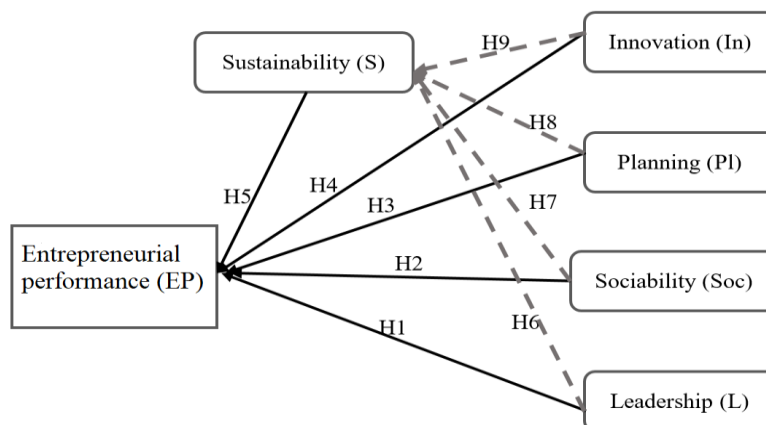 H9
Innovation (In)
Sustainability (S)
H8
Planning (Pl)
H4
H5
H3
H7
Entrepreneurial
performance (EP)
H2
Sociability (Soc)
H6
H1
Leadership (L)